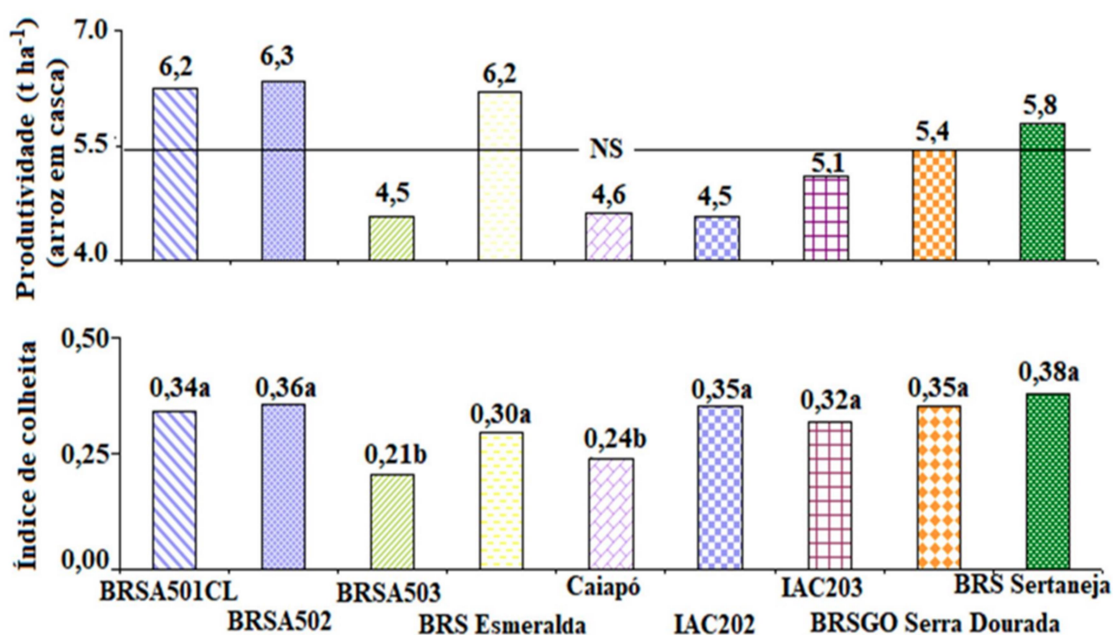 Produtividade (t ha⁻¹)
(arroz em casca)
7.0
5.5
4.0
6,2
6,3
4,5
6,2
4,6
4,5
5,1
5,4
5,8
NS
Índice de colheita
0,50
0,25
0,00
0,34a
0,36a
0,21b
0,30a
0,24b
0,35a
0,32a
0,35a
0,38a
BRSA501CL
BRSA502
BRSA503
BRS Esmeralda
Caiapó
IAC202
IAC203
BRSGO Serra Dourada
BRS Sertaneja